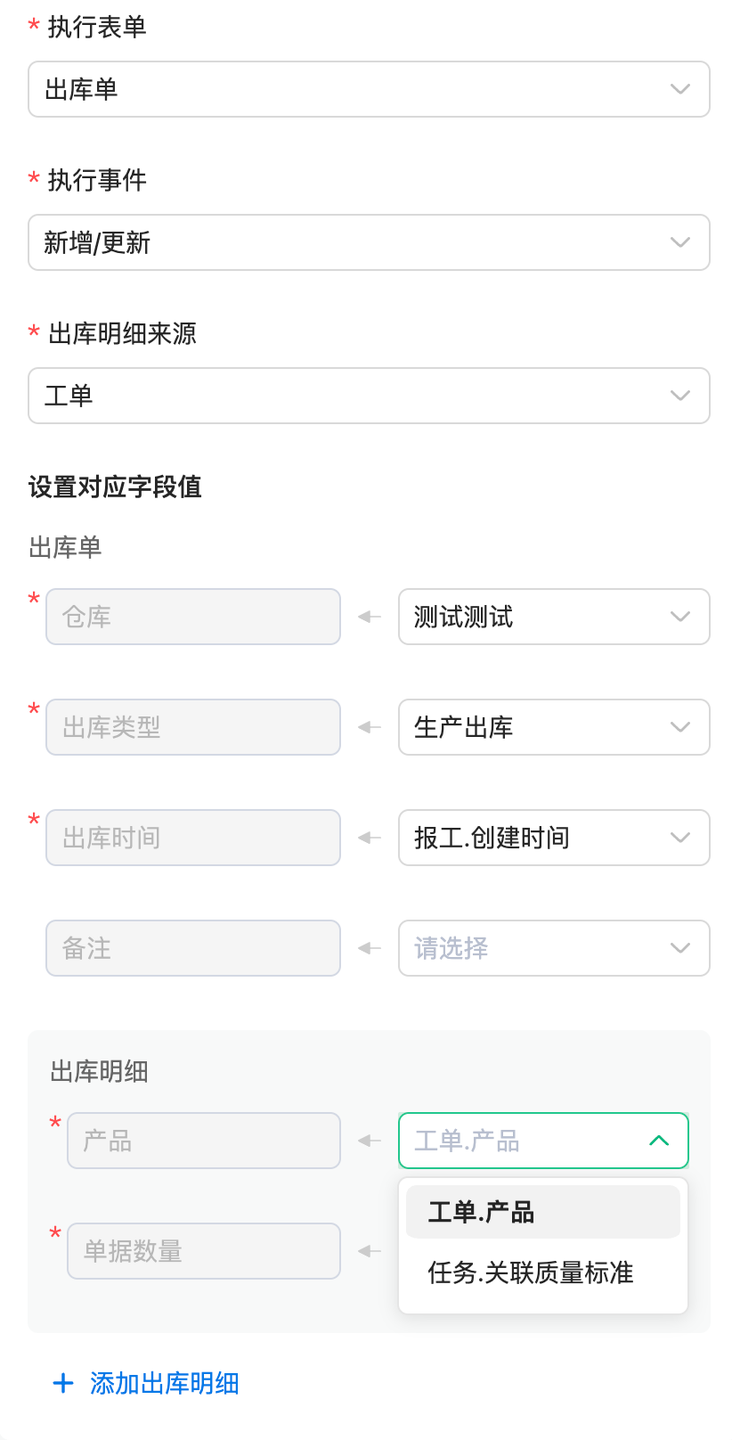 * 执行表单
出库单
* 执行事件
新增/更新
* 出库明细来源
工单
设置对应字段值
出库单
* 仓库 测试测试
* 出库类型 生产出库
* 出库时间 报工.创建时间
备注 请选择
出库明细
* 产品 工单.产品
工单.产品
* 单据数量
任务.关联质量标准
+ 添加出库明细